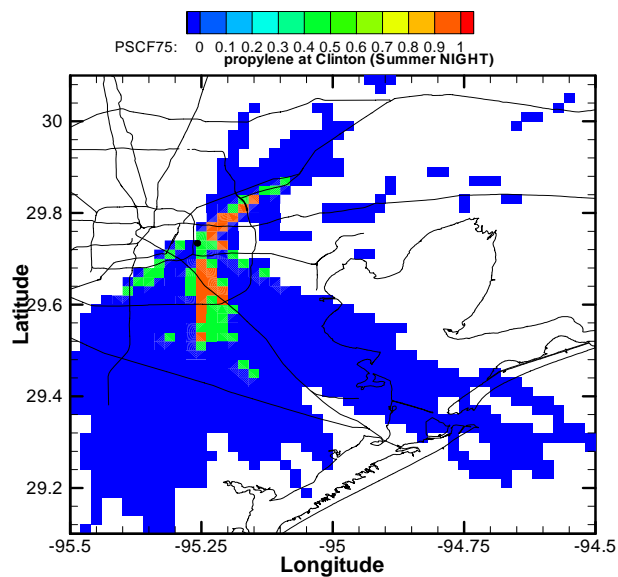 PSCF75: 0 0.1 0.2 0.3 0.4 0.5 0.6 0.7 0.8 0.9 1
propylene at Clinton (Summer NIGHT)
30
29.8
29.6
29.4
29.2
Latitude
-95.5 -95.25 -95 -94.75 -94.5
Longitude